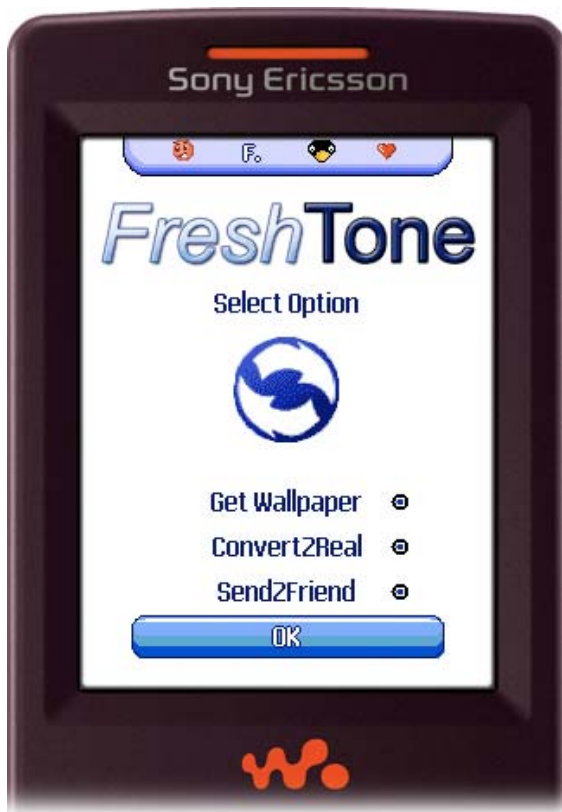 Sony Ericsson
F.
FreshTone
Select Option
Get Wallpaper
Convert2Real
Send2Friend
OK